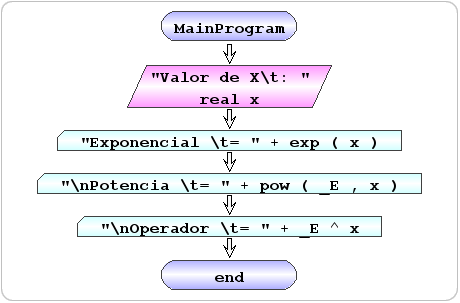 MainProgram
"Valor de X\t: "
real x
"Exponencial \t= " + exp ( x )
"\nPotencia \t= " + pow ( _E , x )
"\nOperador \t= " + _E ^ x
end